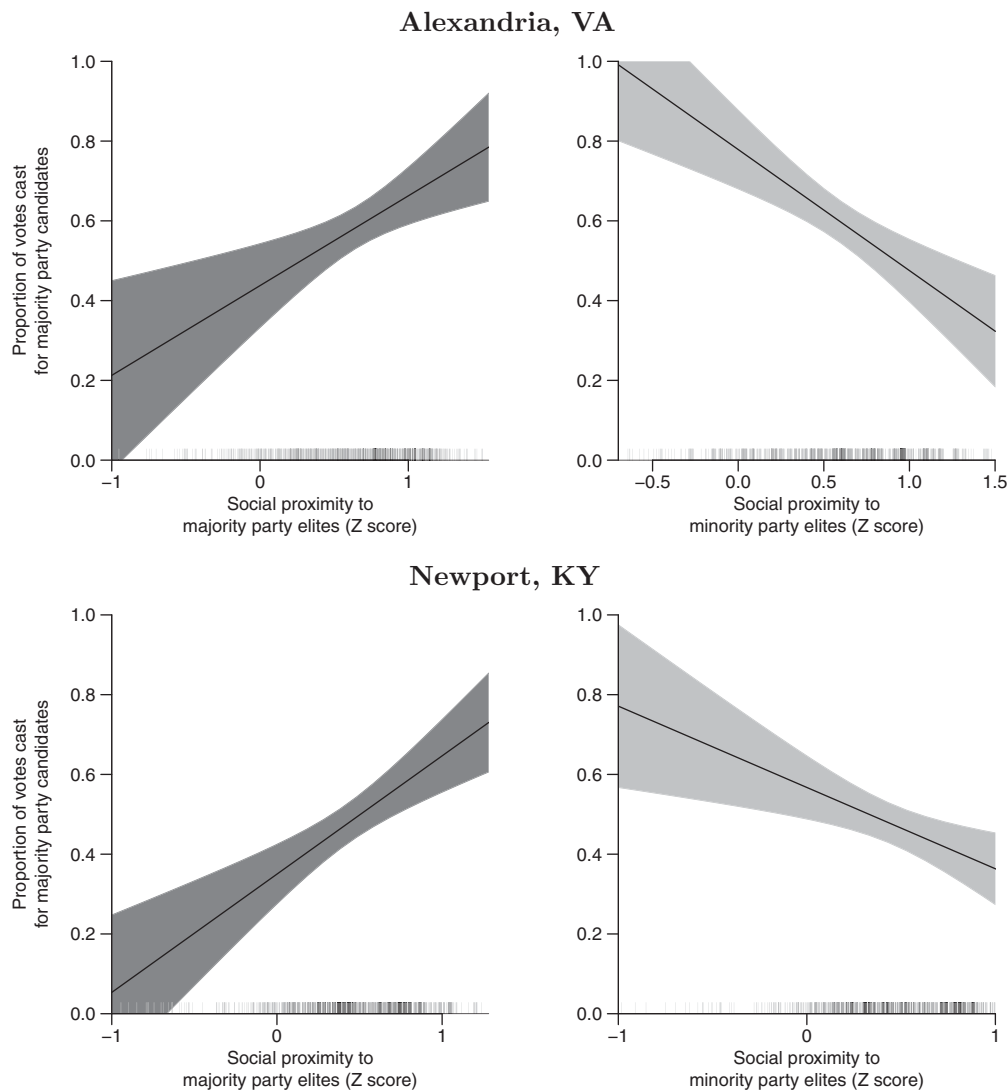 Alexandria, VA
1.0
0.8
0.6
0.4
0.2
0.0
Proportion of votes cast
for majority party candidates
−1
0
1
Social proximity to
majority party elites (Z score)
1.0
0.8
0.6
0.4
0.2
0.0
−0.5
0.0
0.5
1.0
1.5
Social proximity to
minority party elites (Z score)
Newport, KY
1.0
0.8
0.6
0.4
0.2
0.0
Proportion of votes cast
for majority party candidates
−1
0
1
Social proximity to
majority party elites (Z score)
1.0
0.8
0.6
0.4
0.2
0.0
−1
0
1
Social proximity to
minority party elites (Z score)